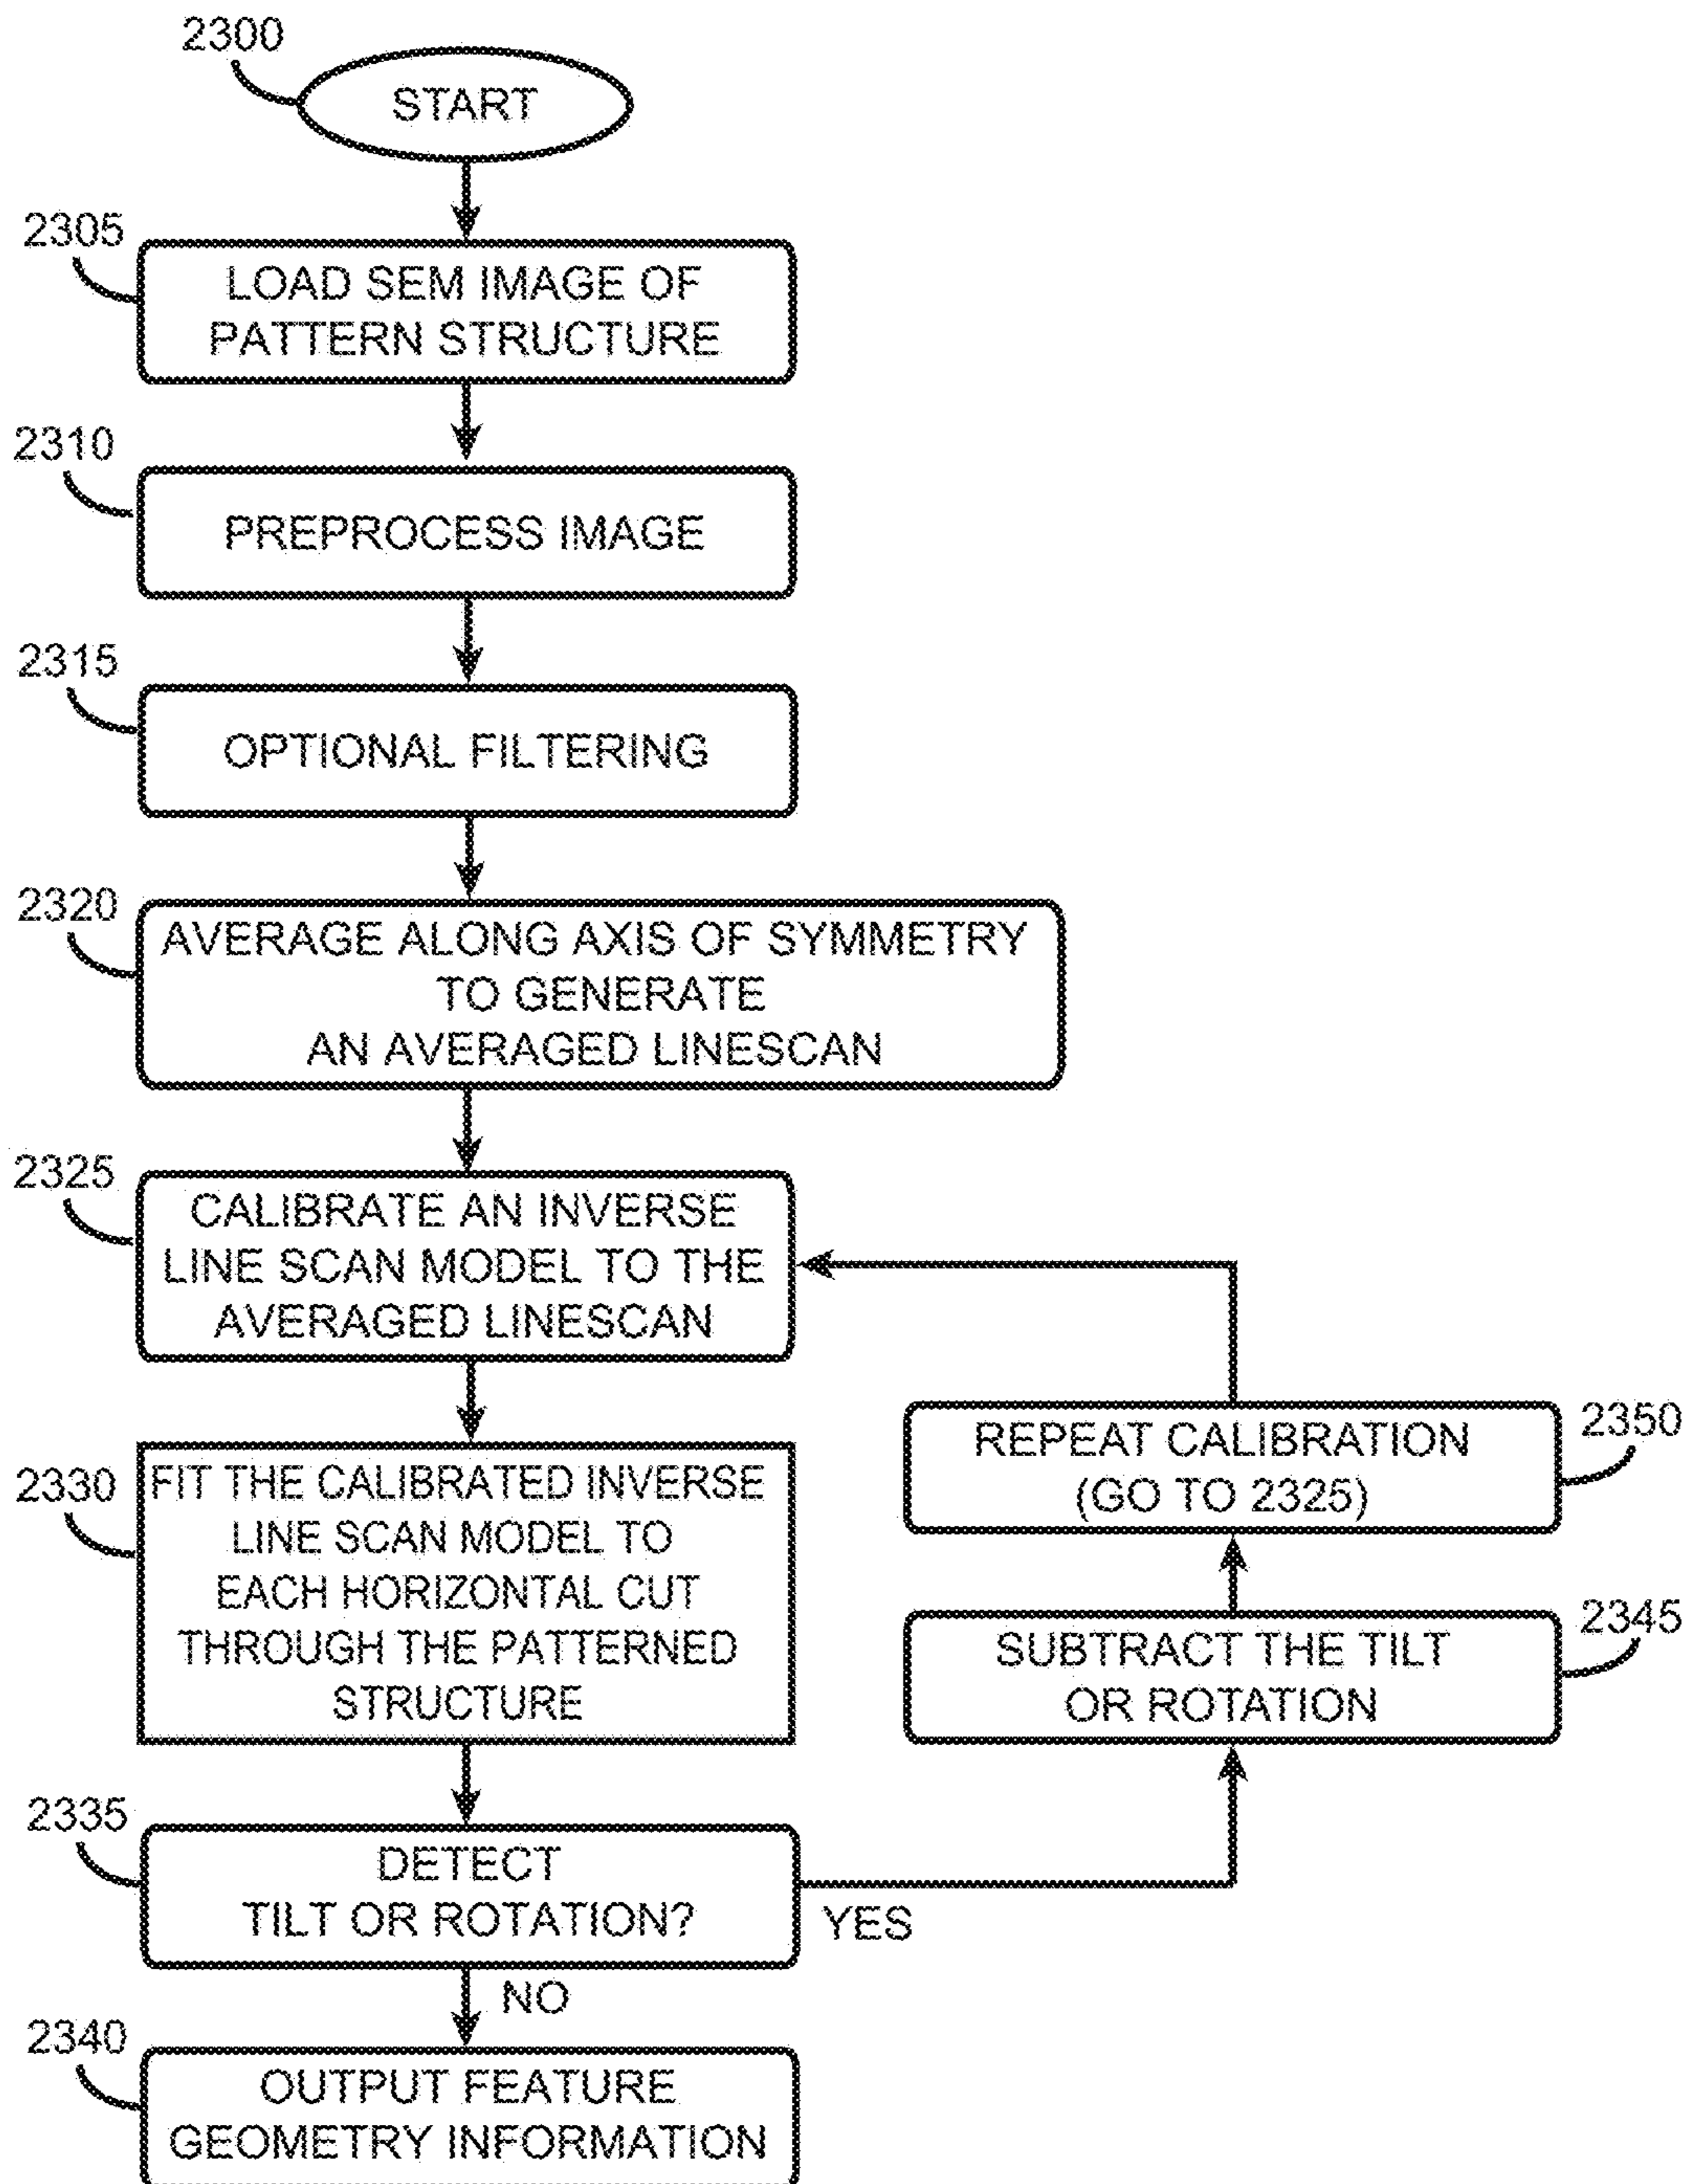 2300
START
2305
LOAD SEM IMAGE OF
PATTERN STRUCTURE
2310
PREPROCESS IMAGE
2315
OPTIONAL FILTERING
2320
AVERAGE ALONG AXIS OF SYMMETRY
TO GENERATE
AN AVERAGED LINESCAN
2325
CALIBRATE AN INVERSE
LINE SCAN MODEL TO THE
AVERAGED LINESCAN
2330
FIT THE CALIBRATED INVERSE
LINE SCAN MODEL TO
EACH HORIZONTAL CUT
THROUGH THE PATTERNED
STRUCTURE
2350
REPEAT CALIBRATION
(GO TO 2325)
2345
SUBTRACT THE TILT
OR ROTATION
2335
DETECT
TILT OR ROTATION?
YES
NO
2340
OUTPUT FEATURE
GEOMETRY INFORMATION